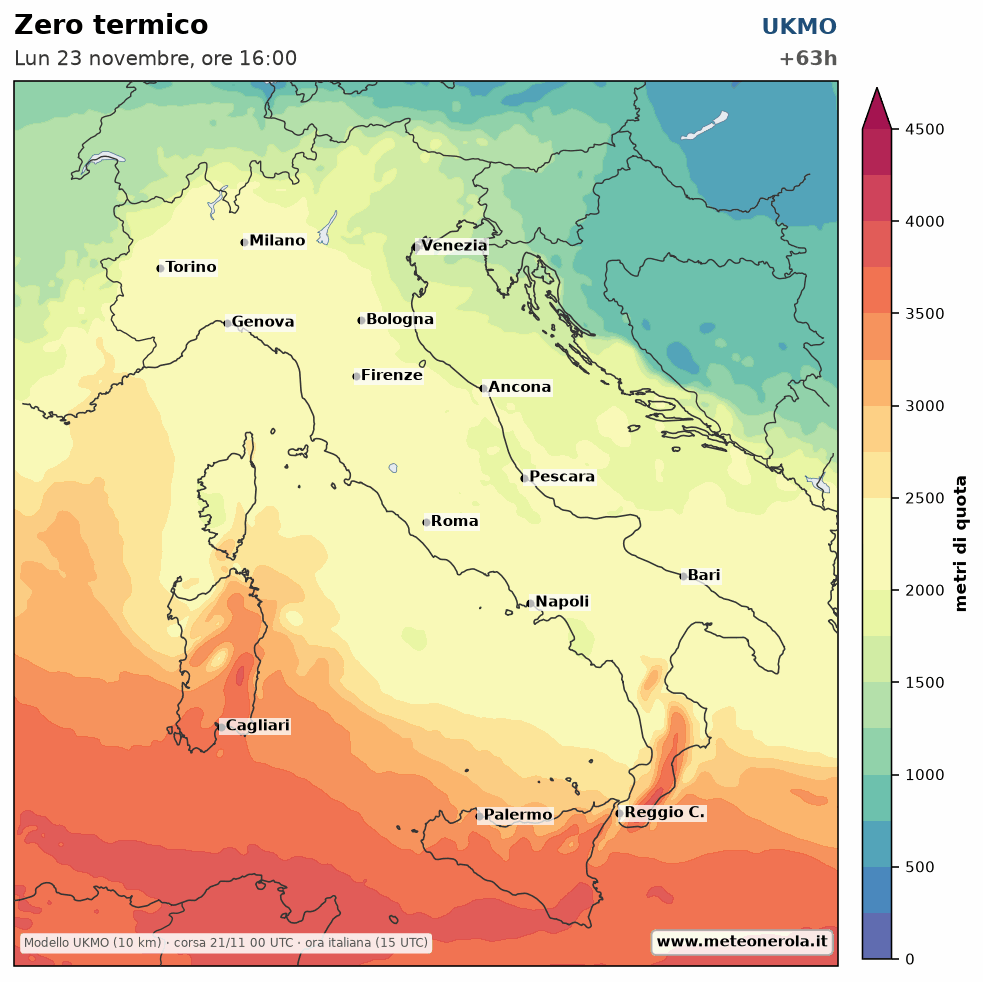 Zero termico
UKMO
Lun 23 novembre, ore 16:00
+63h
Milano
Venezia
Torino
Genova
Bologna
Firenze
Ancona
Pescara
Roma
Bari
Napoli
Cagliari
Palermo
Reggio C.
4500
4000
3500
3000
2500
2000
1500
1000
500
0
metri di quota
Modello UKMO (10 km) · corsa 21/11 00 UTC · ora italiana (15 UTC)
www.meteonerola.it